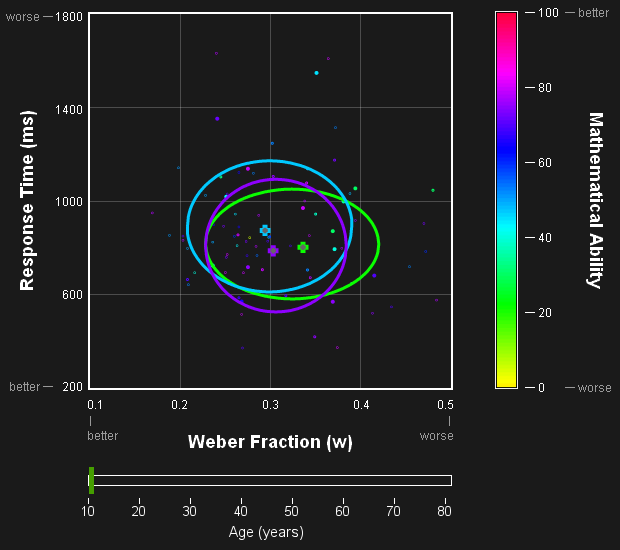 worse
1800
1400
1000
600
better
200
Response Time (ms)
0.1
0.2
0.3
0.4
0.5
better
worse
Weber Fraction (w)
10
20
30
40
50
60
70
80
Age (years)
100
better
80
60
40
20
0
worse
Mathematical Ability